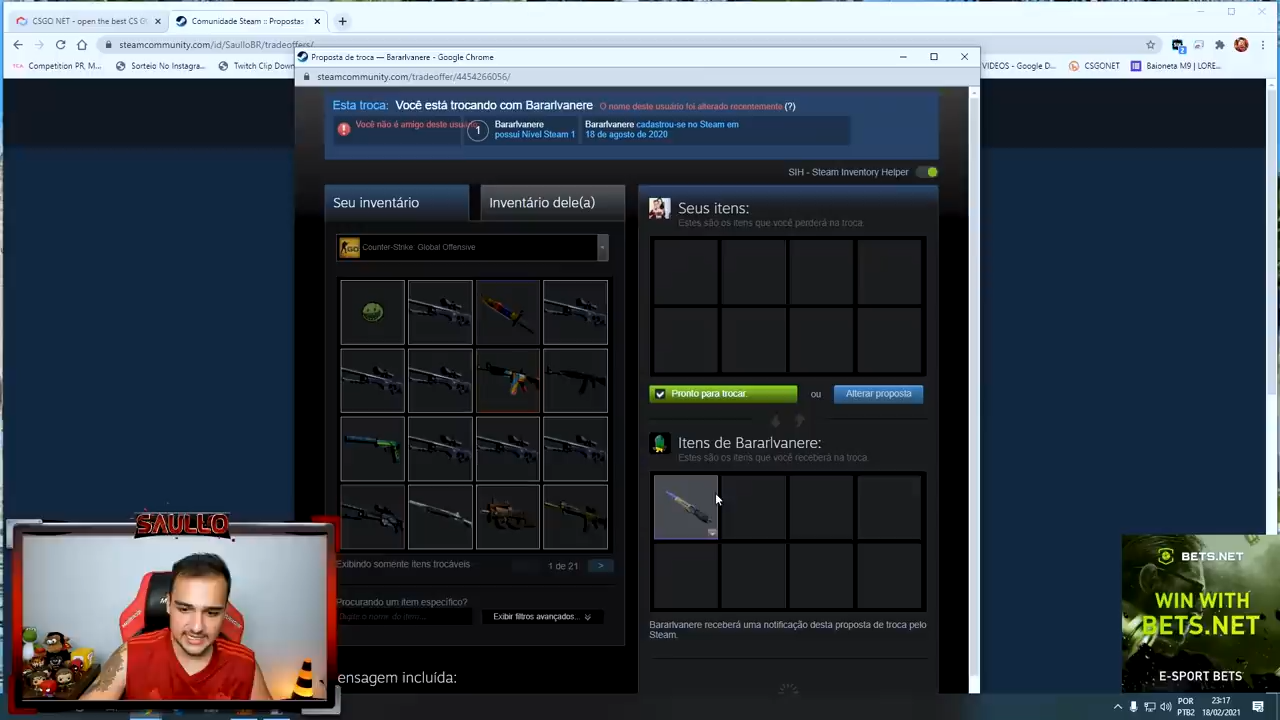 CSGO NET - open the best CS G
Comunidade Steam :: Propostas
steamcommunity.com/id/SaulloBR/tradeoffers/
Competition PR, M...
Sorteio No Instagra...
Twitch Clip Down
VIDEOS - Google D...
CSGONET
Baioneta M9 | LORE...
Proposta de troca — Bararlvanere - Google Chrome
steamcommunity.com/tradeoffer/4454266056/
Esta troca: Você está trocando com Bararlvanere O nome deste usuário foi alterado recentemente (?)
Você não é amigo deste usuário
1
Bararlvanere
possui Nível Steam 1
Bararlvanere cadastrou-se no Steam em
18 de agosto de 2020
SIH - Steam Inventory Helper
Seu inventário
Inventário dele(a)
Counter-Strike: Global Offensive
Seus itens:
Estes são os itens que você perderá na troca.
Pronto para trocar.
ou
Alterar proposta
Itens de Bararlvanere:
Estes são os itens que você receberá na troca.
Exibindo somente itens trocáveis
1 de 21
>
Procurando um item específico?
Digite o nome do item...
Exibir filtros avançados...
Bararlvanere receberá uma notificação desta proposta de troca pelo
Steam.
ensagem incluída:
SAULLO
BETS.NET
WIN WITH
BETS.NET
E-SPORT BETS
POR
PTB2
23:17
18/02/2021